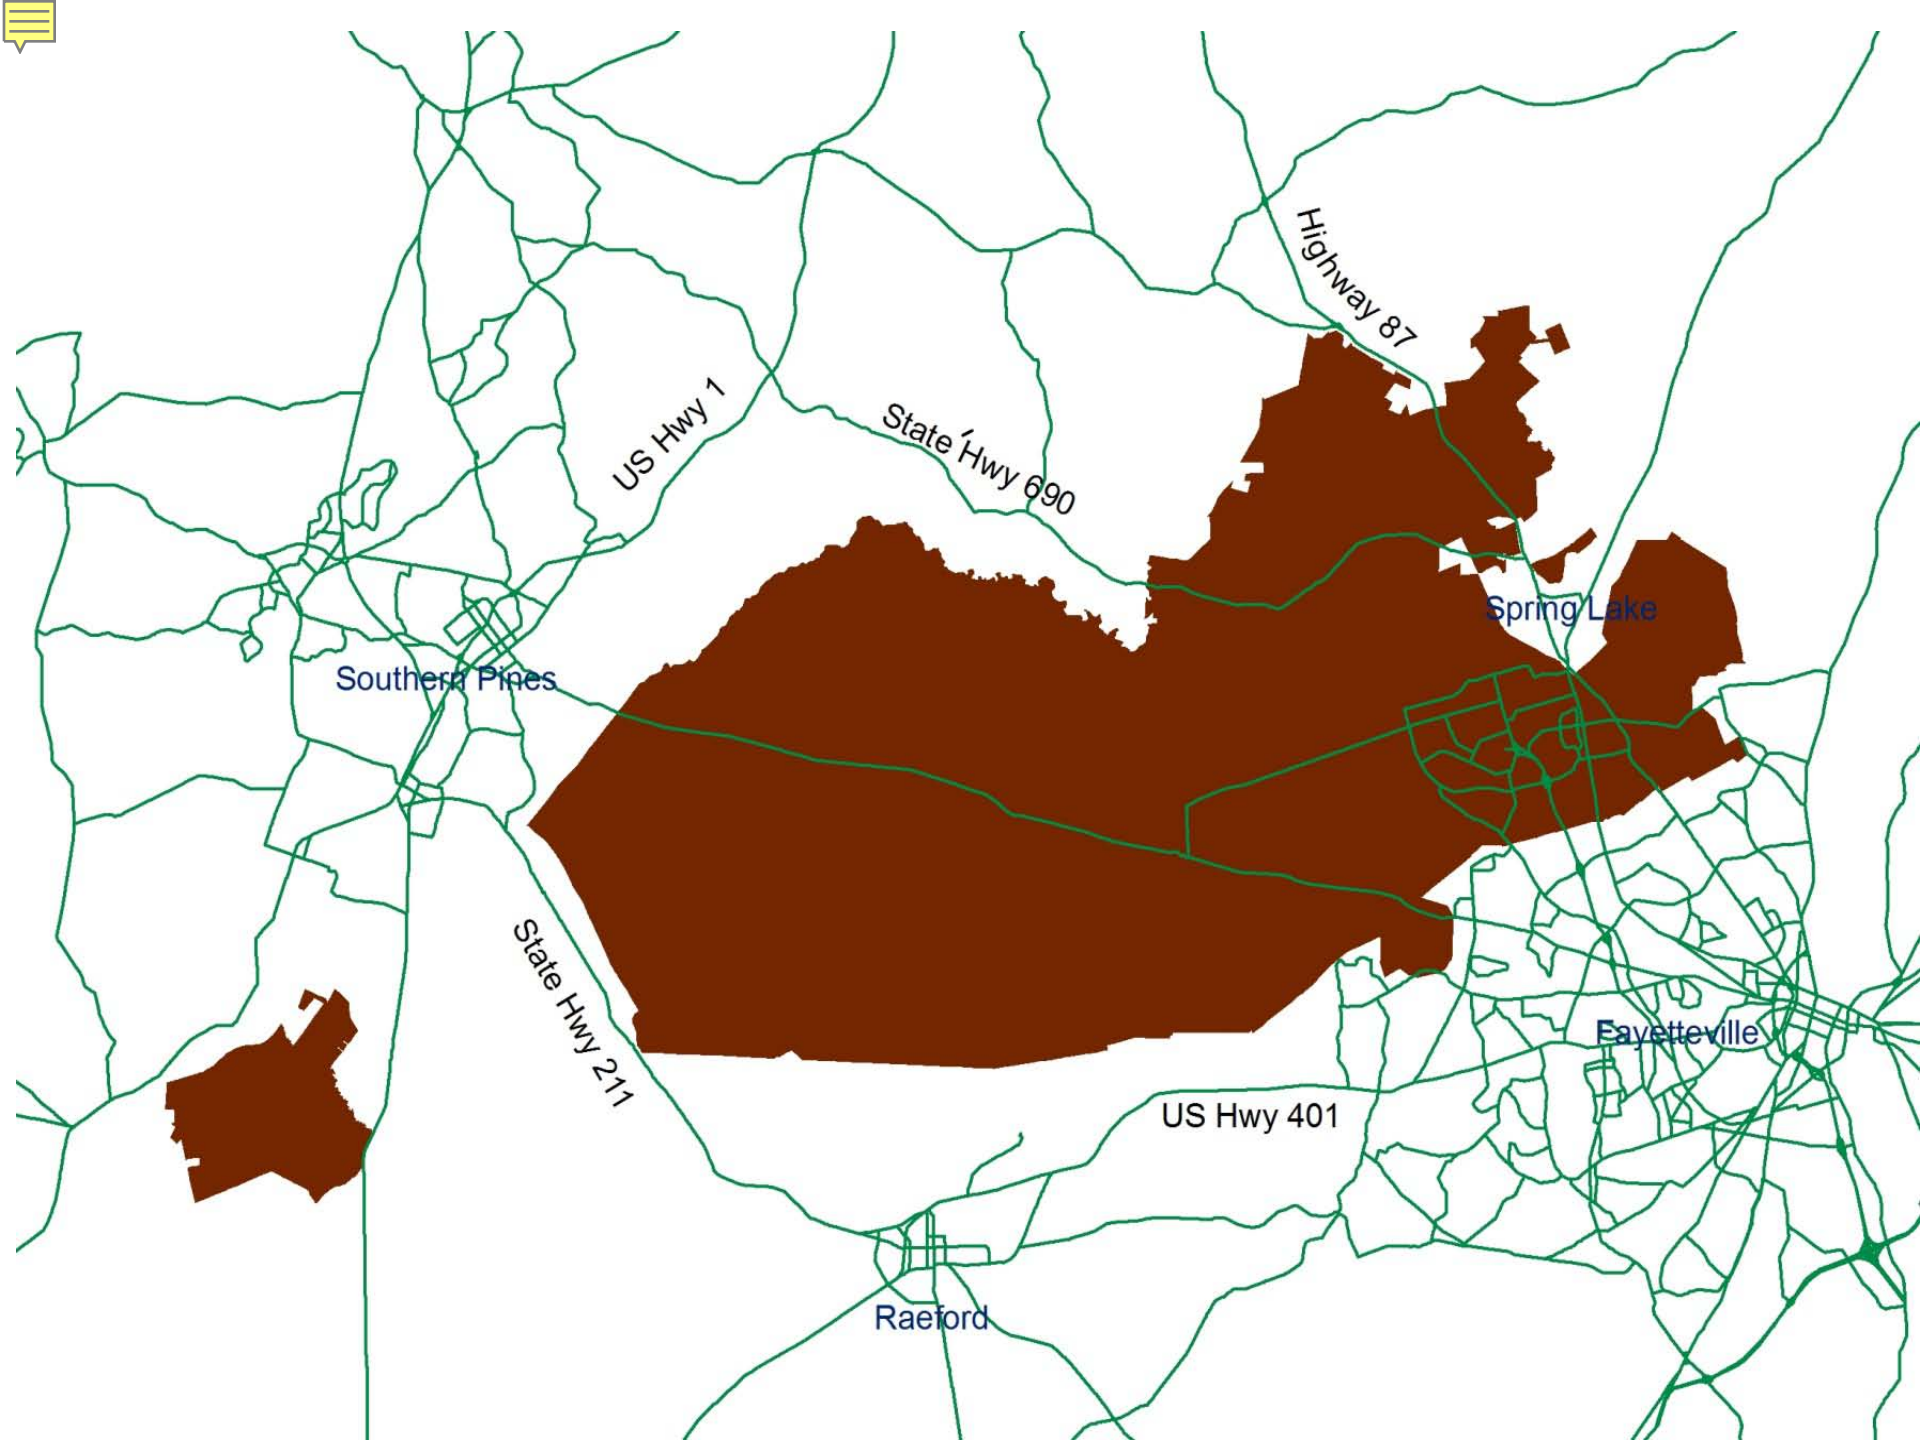 Highway 87
US Hwy 1
State Hwy 690
Spring Lake
Southern Pines
State Hwy 211
Fayetteville
US Hwy 401
Raeford